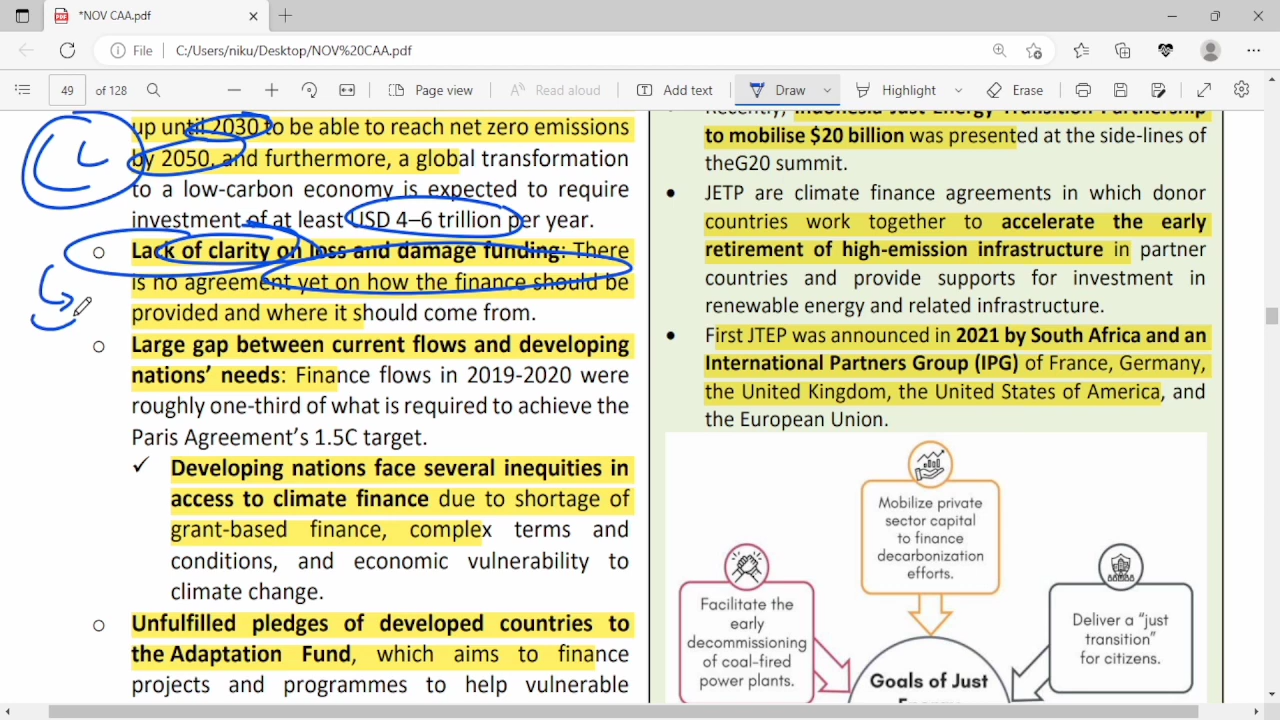 *NOV CAA.pdf
File
C:/Users/niku/Desktop/NOV%20CAA.pdf
49 of 128
Page view
Read aloud
Add text
Draw
Highlight
Erase
up until 2030 to be able to reach net zero emissions
by 2050, and furthermore, a global transformation
to a low-carbon economy is expected to require
investment of at least USD 4–6 trillion per year.
o Lack of clarity on loss and damage funding: There
is no agreement yet on how the finance should be
provided and where it should come from.
o Large gap between current flows and developing
nations’ needs: Finance flows in 2019-2020 were
roughly one-third of what is required to achieve the
Paris Agreement’s 1.5C target.
✓ Developing nations face several inequities in
access to climate finance due to shortage of
grant-based finance, complex terms and
conditions, and economic vulnerability to
climate change.
o Unfulfilled pledges of developed countries to
the Adaptation Fund, which aims to finance
projects and programmes to help vulnerable
Recently, Indonesia Just Energy Transition Partnership
to mobilise $20 billion was presented at the side-lines of
theG20 summit.
• JETP are climate finance agreements in which donor
countries work together to accelerate the early
retirement of high-emission infrastructure in partner
countries and provide supports for investment in
renewable energy and related infrastructure.
• First JTEP was announced in 2021 by South Africa and an
International Partners Group (IPG) of France, Germany,
the United Kingdom, the United States of America, and
the European Union.
Mobilize private
sector capital
to finance
decarbonization
efforts.
Facilitate the
early
decommissioning
of coal-fired
power plants.
Deliver a “just
transition”
for citizens.
Goals of Just